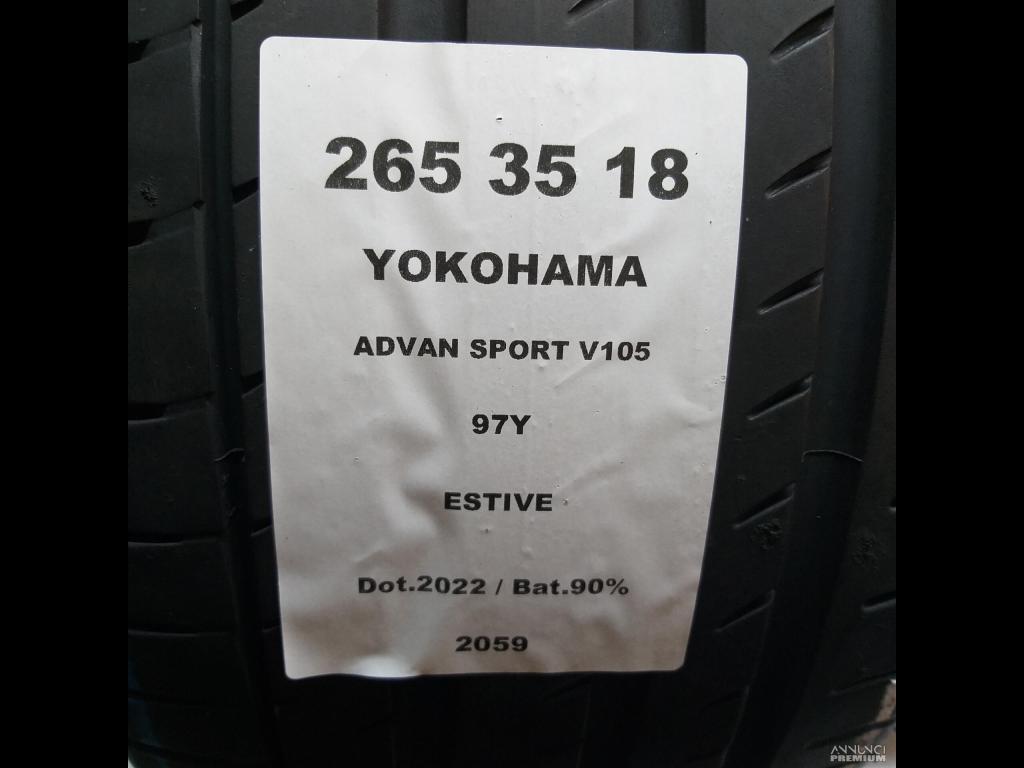 265 35 18
YOKOHAMA
ADVAN SPORT V105
97Y
ESTIVE
Dot.2022 / Bat.90%
2059
ANNUNCI
PREMIUM